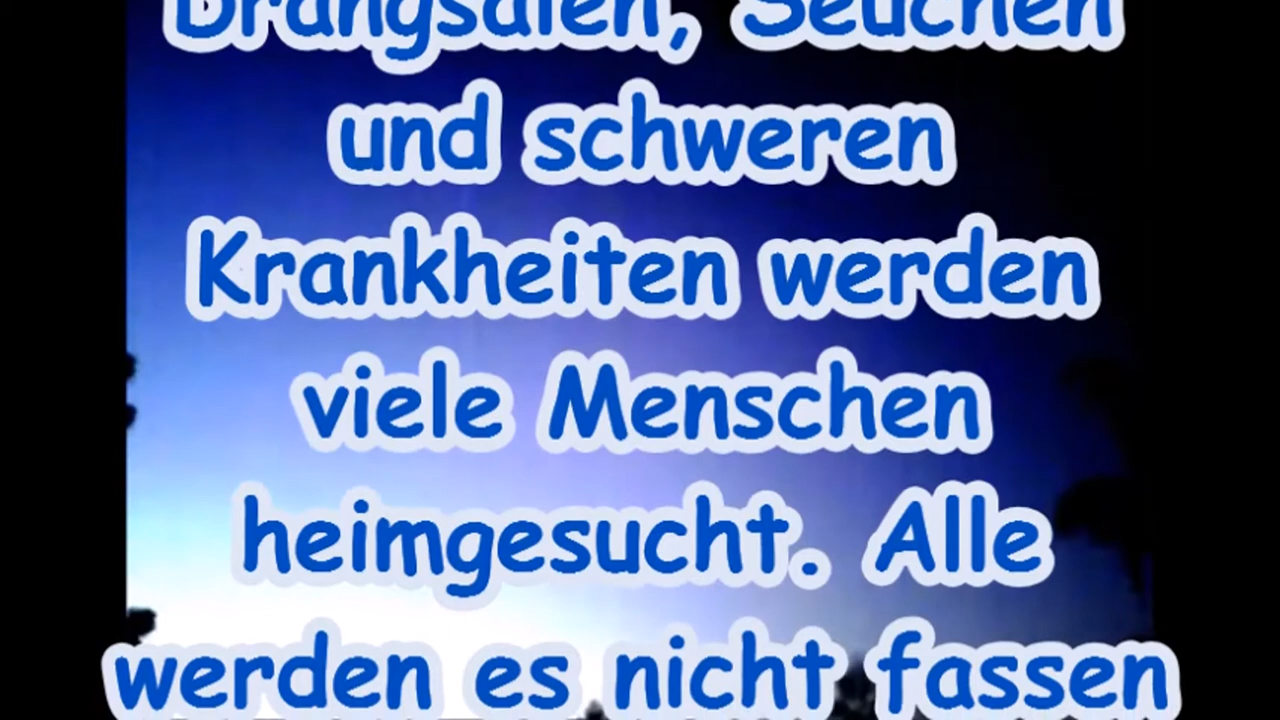 Drangsalen, Seuchen
und schweren
Krankheiten werden
viele Menschen
heimgesucht. Alle
werden es nicht fassen